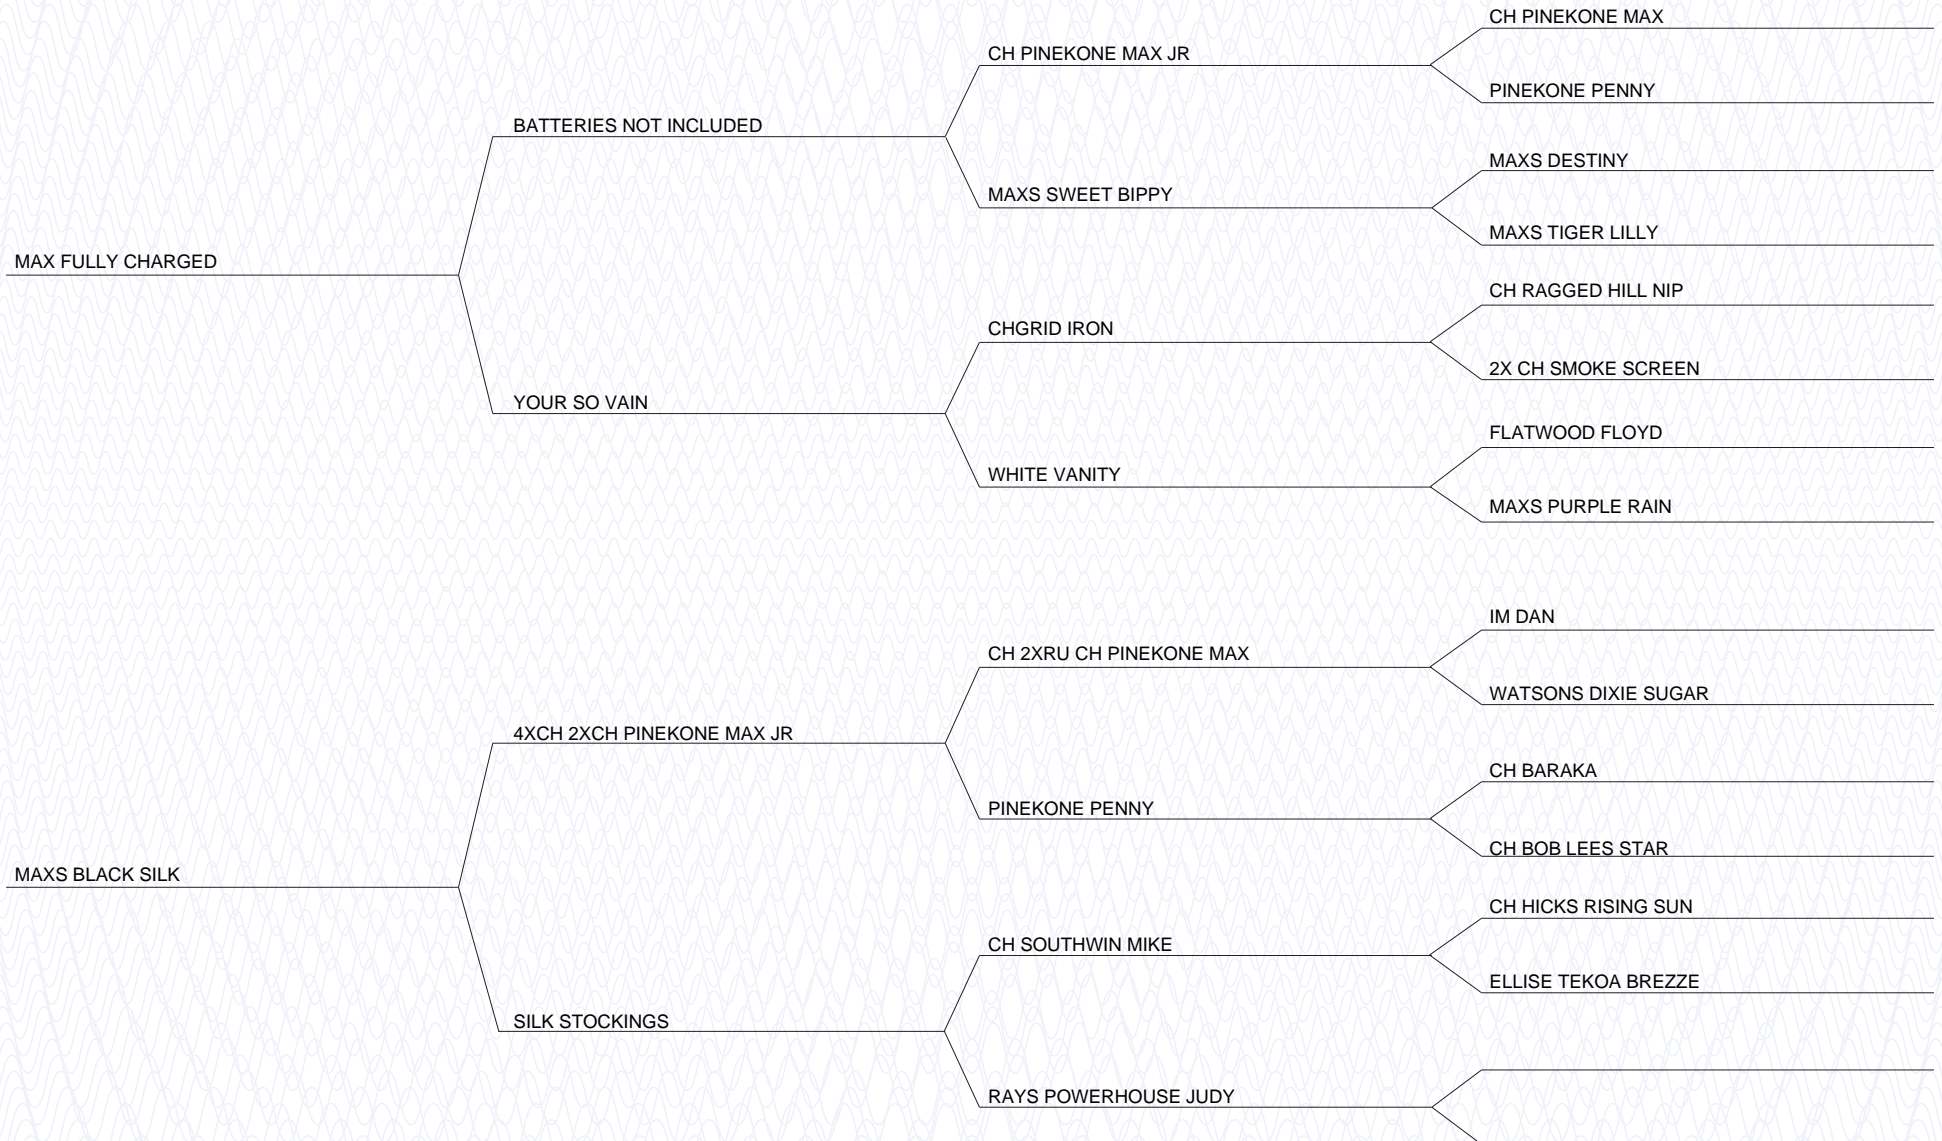 CH PINEKONE MAX
CH PINEKONE MAX JR
PINEKONE PENNY
BATTERIES NOT INCLUDED
MAXS DESTINY
MAXS SWEET BIPPY
MAXS TIGER LILLY
MAX FULLY CHARGED
CH RAGGED HILL NIP
CHGRID IRON
2X CH SMOKE SCREEN
YOUR SO VAIN
FLATWOOD FLOYD
WHITE VANITY
MAXS PURPLE RAIN
IM DAN
CH 2XRU CH PINEKONE MAX
WATSONS DIXIE SUGAR
4XCH 2XCH PINEKONE MAX JR
CH BARAKA
PINEKONE PENNY
CH BOB LEES STAR
MAXS BLACK SILK
CH HICKS RISING SUN
CH SOUTHWIN MIKE
ELLISE TEKOA BREZZE
SILK STOCKINGS
RAYS POWERHOUSE JUDY